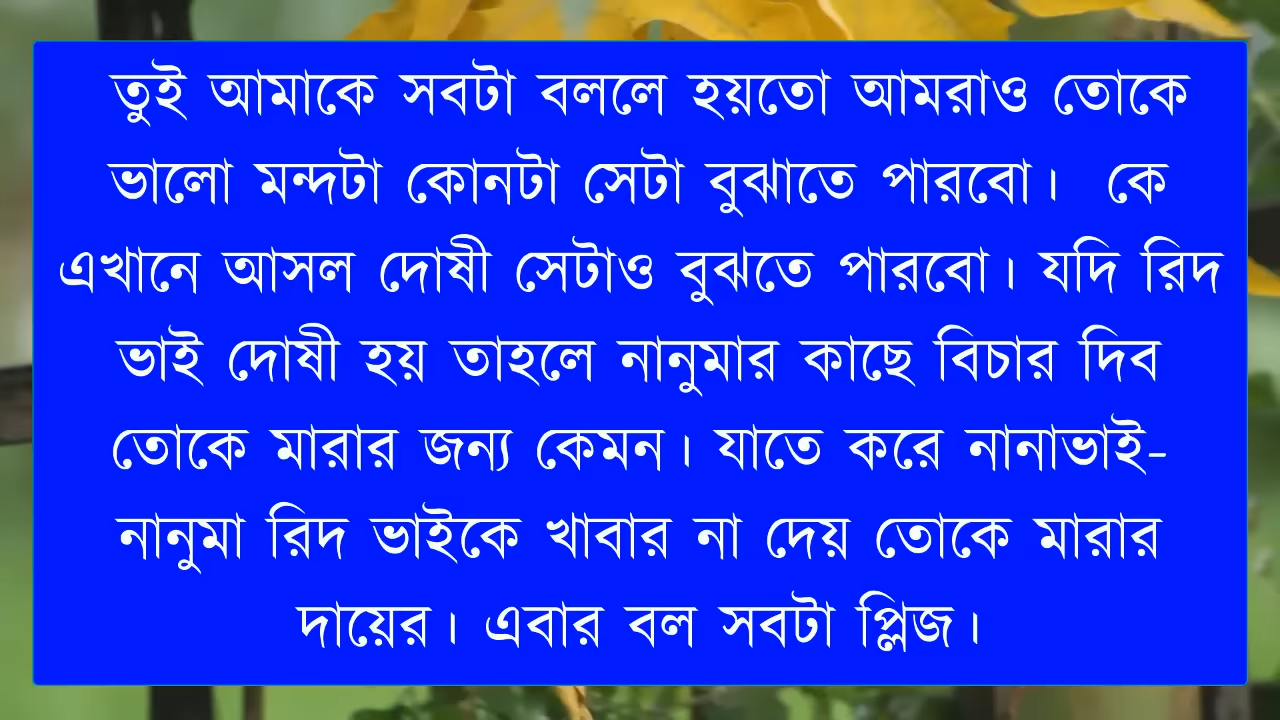 তুই আমাকে সবটা বললে হয়তো আমরাও তোকে
ভালো মন্দটা কোনটা সেটা বুঝাতে পারবো। কে
এখানে আসল দোষী সেটাও বুঝতে পারবো। যদি রিদ
ভাই দোষী হয় তাহলে নানুমার কাছে বিচার দিব
তোকে মারার জন্য কেমন। যাতে করে নানাভাই-
নানুমা রিদ ভাইকে খাবার না দেয় তোকে মারার
দায়ের। এবার বল সবটা প্লিজ।